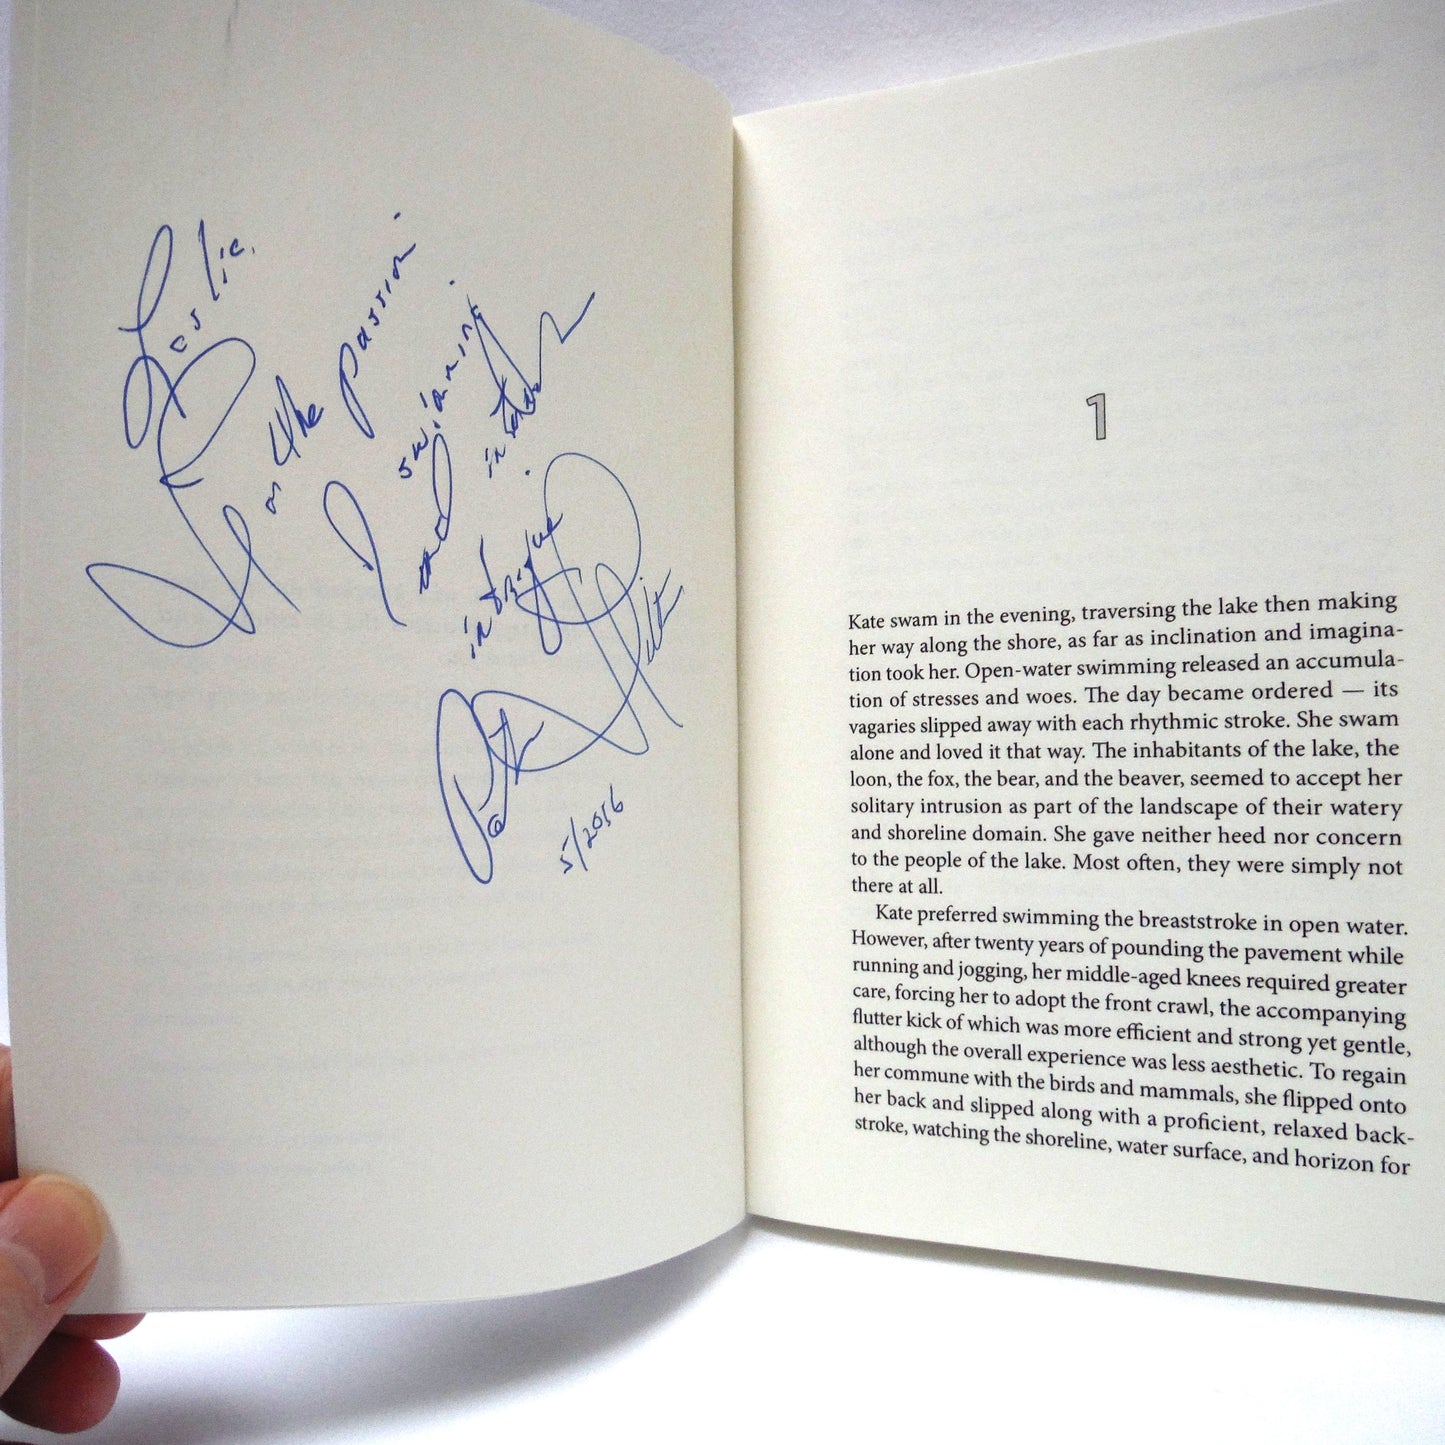 Leslie.
for the passion
swimming
and
intrigue
5/2016
1
Kate swam in the evening, traversing the lake then making
her way along the shore, as far as inclination and imagina-
tion took her. Open-water swimming released an accumula-
tion of stresses and woes. The day became ordered — its
vagaries slipped away with each rhythmic stroke. She swam
alone and loved it that way. The inhabitants of the lake, the
loon, the fox, the bear, and the beaver, seemed to accept her
solitary intrusion as part of the landscape of their watery
and shoreline domain. She gave neither heed nor concern
to the people of the lake. Most often, they were simply not
there at all.
Kate preferred swimming the breaststroke in open water.
However, after twenty years of pounding the pavement while
running and jogging, her middle-aged knees required greater
care, forcing her to adopt the front crawl, the accompanying
flutter kick of which was more efficient and strong yet gentle,
although the overall experience was less aesthetic. To regain
her commune with the birds and mammals, she flipped onto
her back and slipped along with a proficient, relaxed back-
stroke, watching the shoreline, water surface, and horizon for